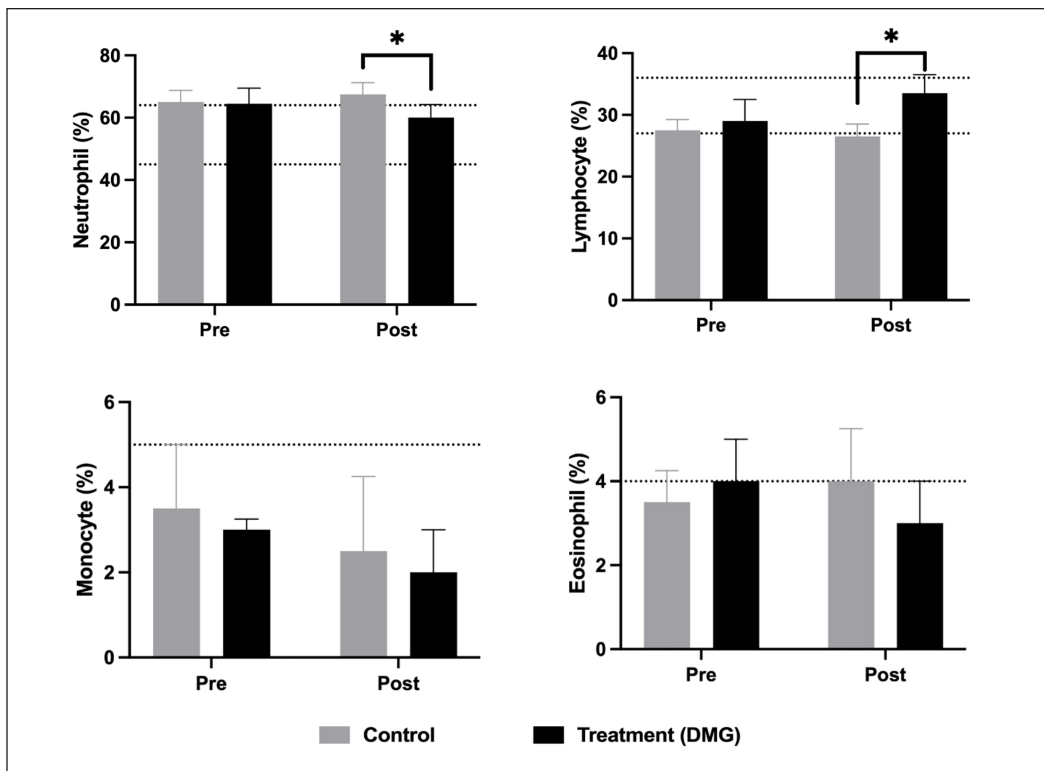 *
Neutrophil (%)
80
60
40
20
0
Pre Post
*
Lymphocyte (%)
40
30
20
10
0
Pre Post
Monocyte (%)
6
4
2
0
Pre Post
Eosinophil (%)
6
4
2
0
Pre Post
Control Treatment (DMG)